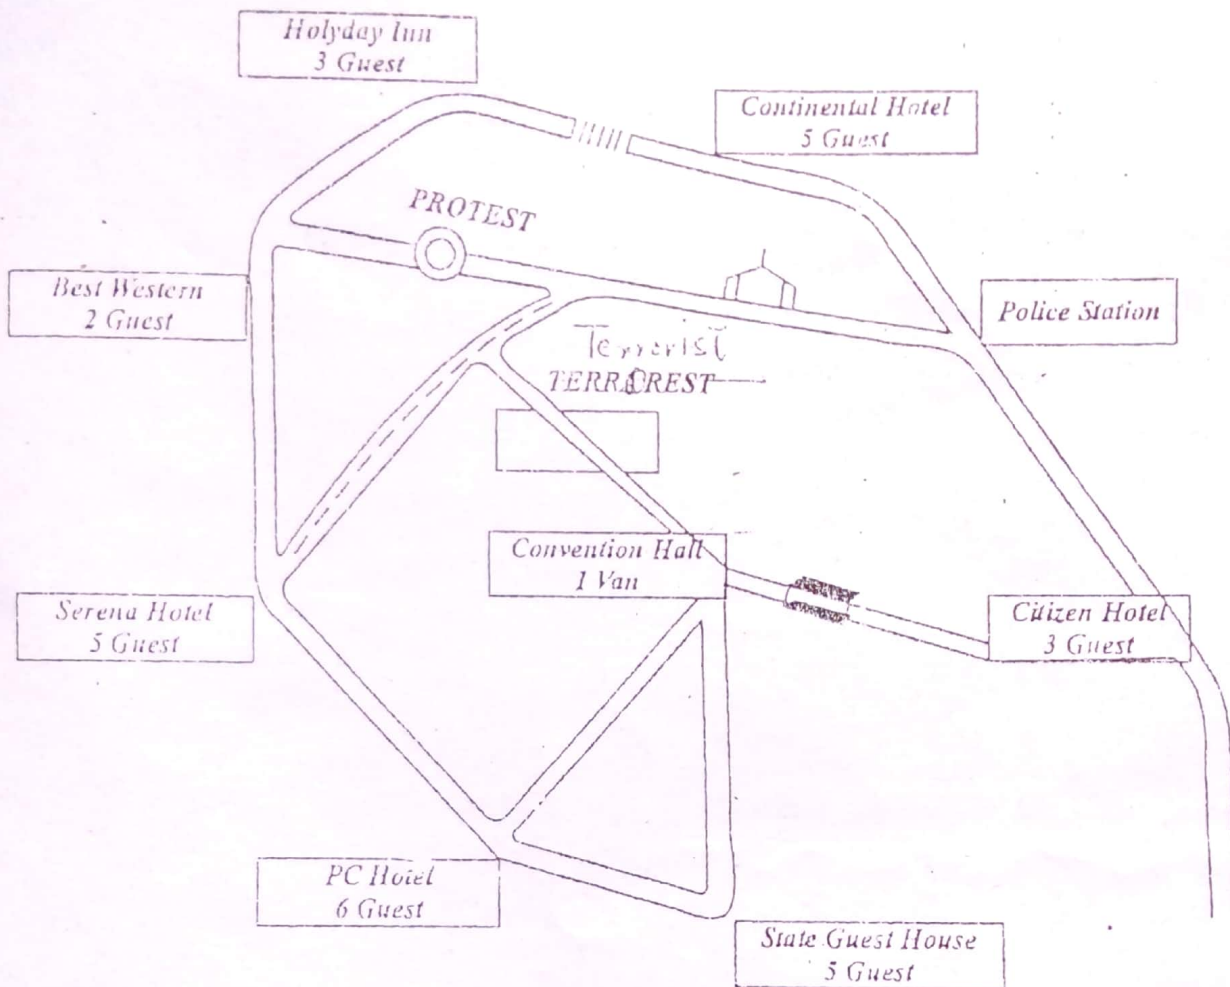 Holyday Inn
3 Guest
Continental Hotel
5 Guest
PROTEST
Best Western
2 Guest
Police Station
Terrorist
TERROREST
Convention Hall
1 Van
Serena Hotel
5 Guest
Citizen Hotel
3 Guest
PC Hotel
6 Guest
State Guest House
5 Guest